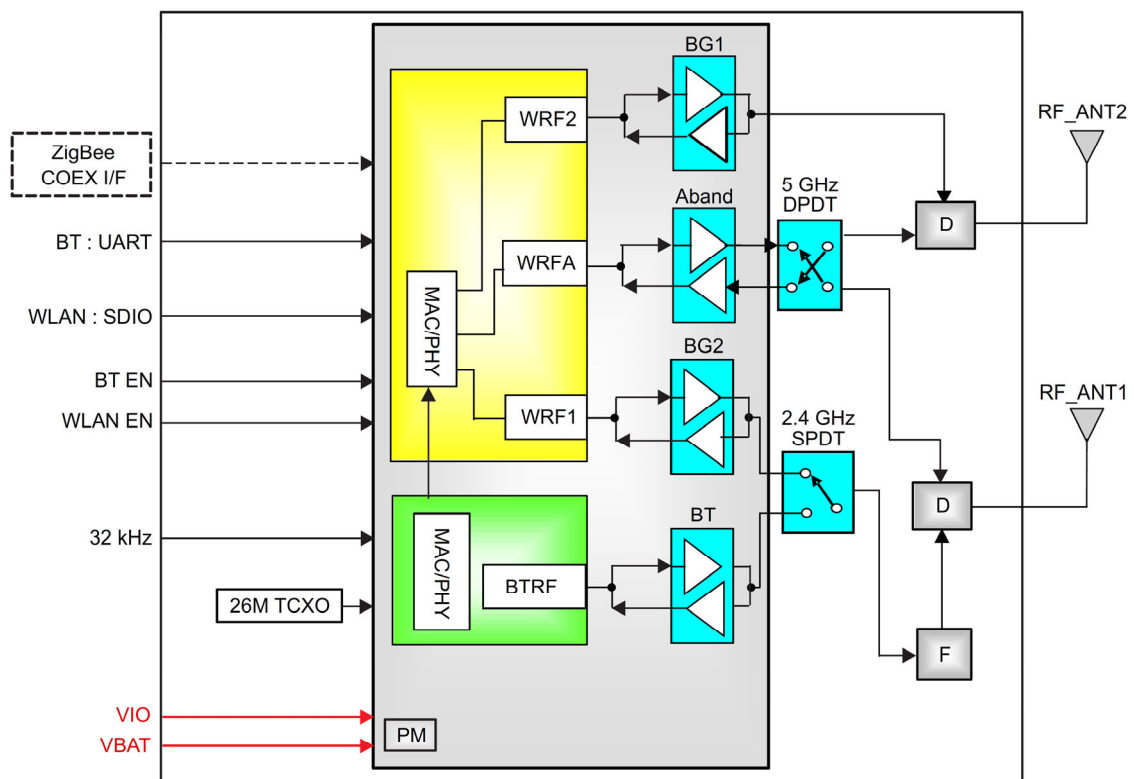 BG1
WRF2
RF_ANT2
ZigBee
COEX I/F
Aband
5 GHz
DPDT
D
BT : UART
WRFA
MAC/PHY
WLAN : SDIO
BG2
BT EN
RF_ANT1
WLAN EN
WRF1
2.4 GHz
SPDT
D
BT
32 kHz
MAC/PHY
BTRF
26M TCXO
F
VIO
PM
VBAT